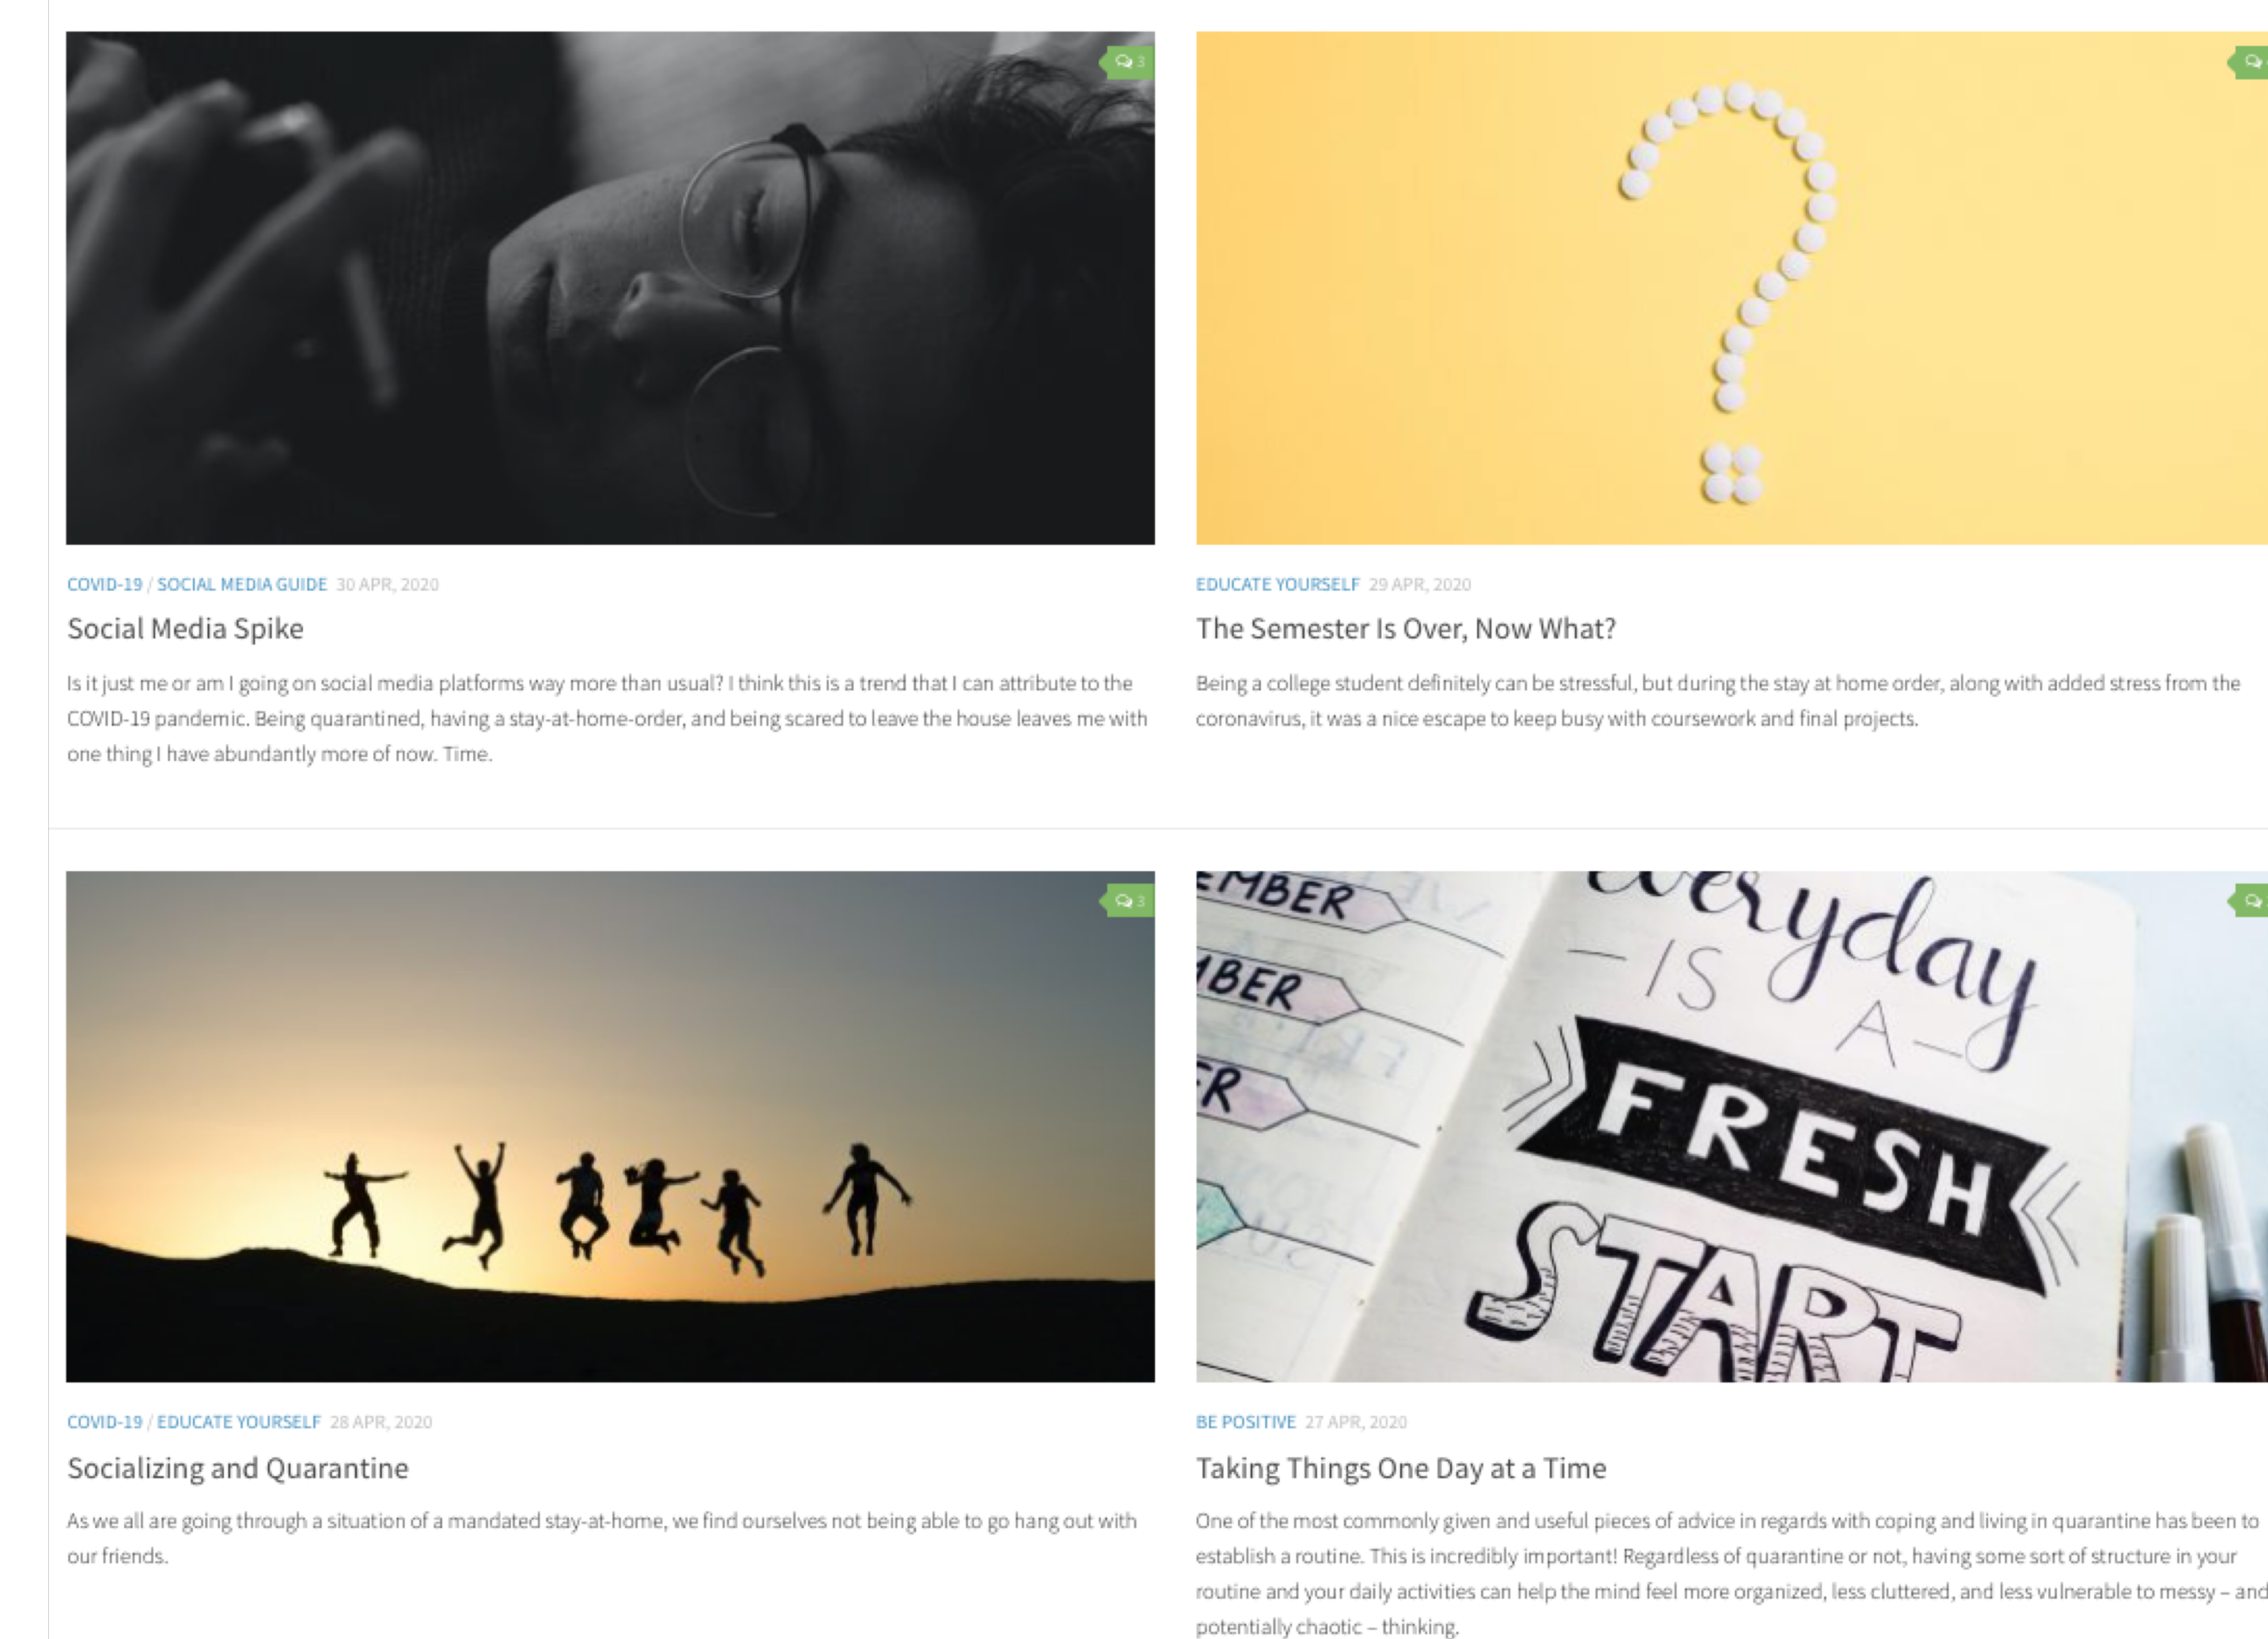 3
COVID-19 / SOCIAL MEDIA GUIDE 30 APR, 2020
Social Media Spike
Is it just me or am I going on social media platforms way more than usual? I think this is a trend that I can attribute to the
COVID-19 pandemic. Being quarantined, having a stay-at-home-order, and being scared to leave the house leaves me with
one thing I have abundantly more of now. Time.
EDUCATE YOURSELF 29 APR, 2020
The Semester Is Over, Now What?
Being a college student definitely can be stressful, but during the stay at home order, along with added stress from the
coronavirus, it was a nice escape to keep busy with coursework and final projects.
3
COVID-19 / EDUCATE YOURSELF 28 APR, 2020
Socializing and Quarantine
As we all are going through a situation of a mandated stay-at-home, we find ourselves not being able to go hang out with
our friends.
EMBER
MBER
ER
everyday
-IS A-
FRESH
START
BE POSITIVE 27 APR, 2020
Taking Things One Day at a Time
One of the most commonly given and useful pieces of advice in regards with coping and living in quarantine has been to
establish a routine. This is incredibly important! Regardless of quarantine or not, having some sort of structure in your
routine and your daily activities can help the mind feel more organized, less cluttered, and less vulnerable to messy – and
potentially chaotic – thinking.